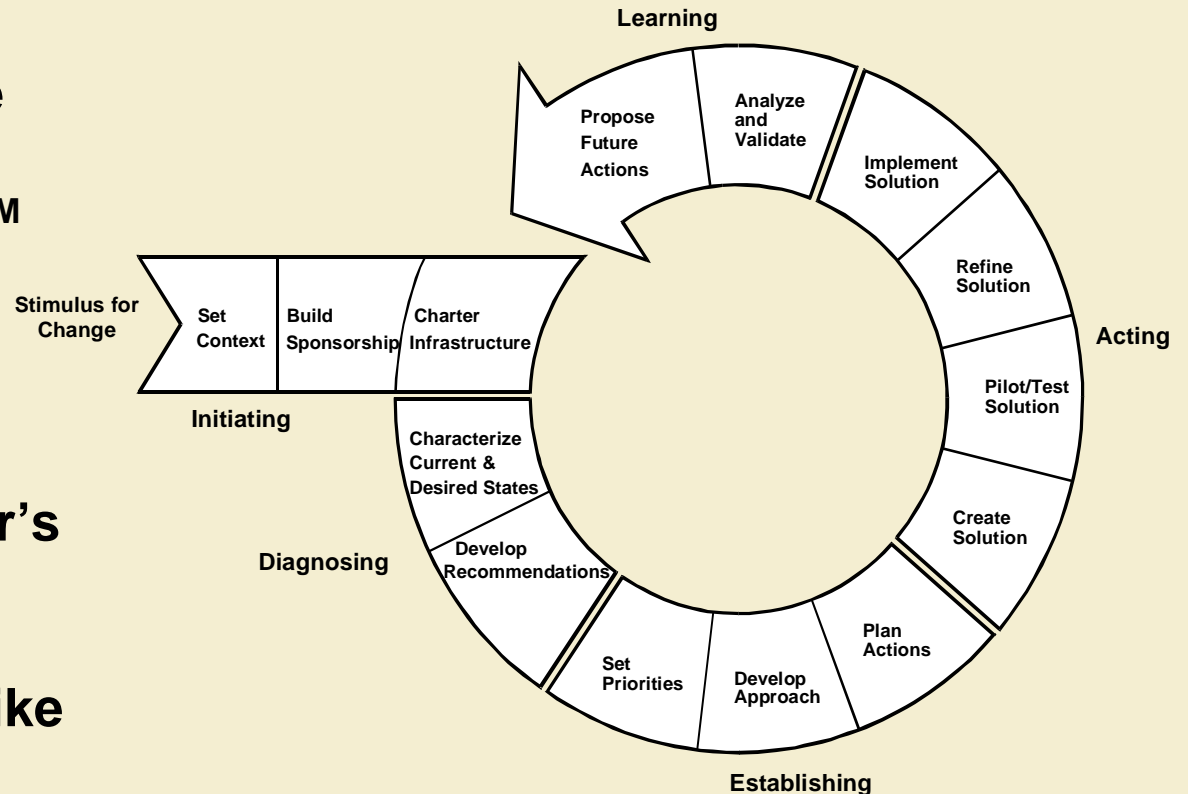 Learning
Propose
Future
Actions
Analyze
and
Validate
Implement
Solution
Refine
Solution
Acting
Pilot/Test
Solution
Create
Solution
Stimulus for
Change
Set
Context
Build
Sponsorship
Charter
Infrastructure
Initiating
Characterize
Current &
Desired States
Diagnosing
Develop
Recommendations
Set
Priorities
Develop
Approach
Plan
Actions
Establishing